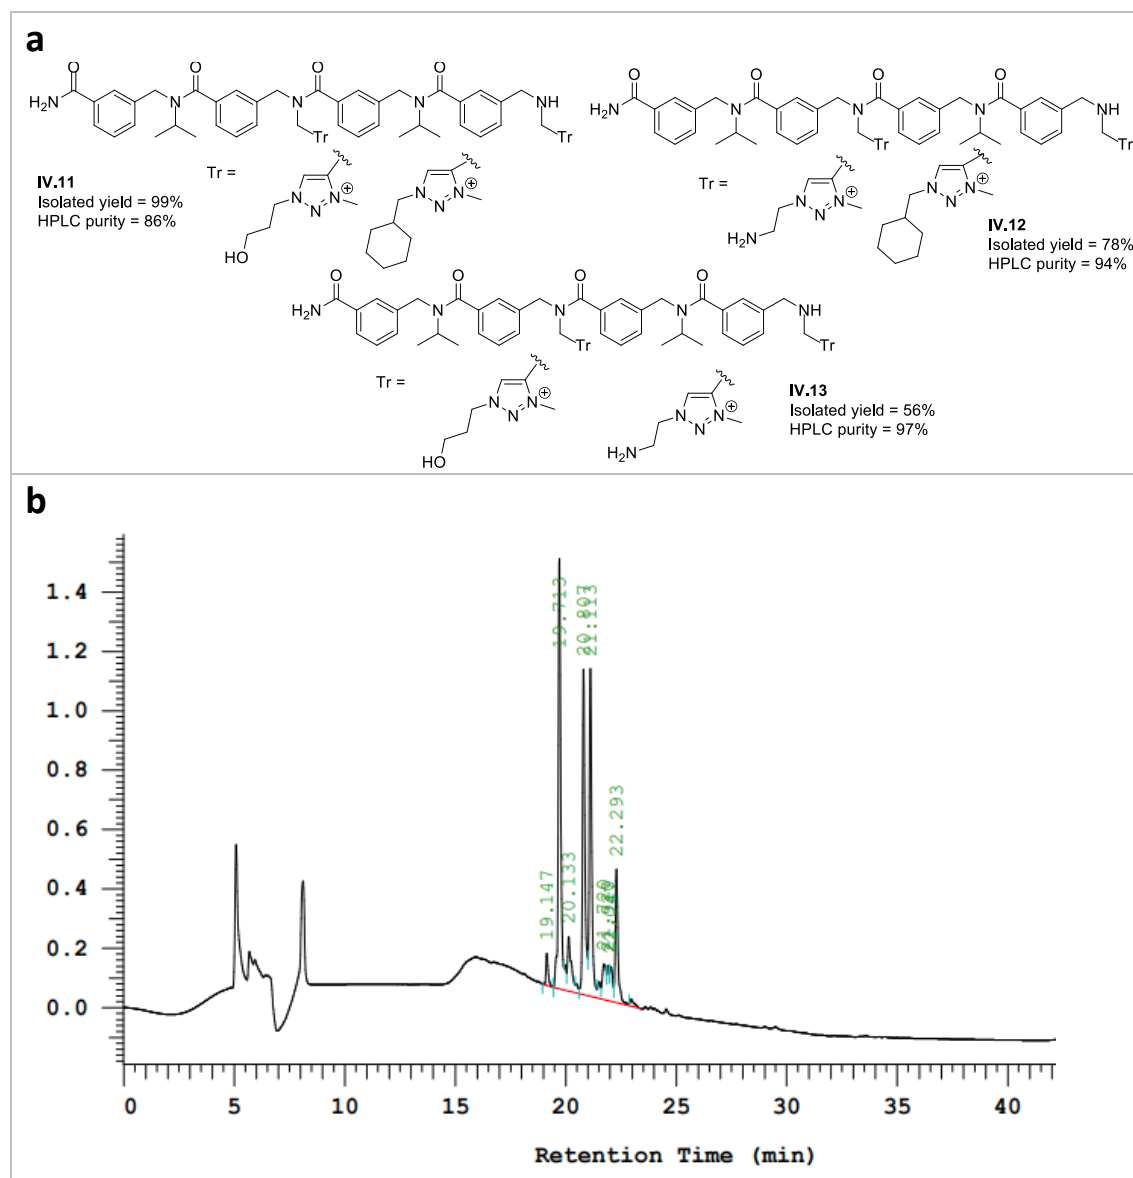 a
O O O O O O O O
H₂N N N N NH H₂N N N N NH
Tr Tr Tr Tr
Tr = Tr =
IV.11
Isolated yield = 99%
HPLC purity = 86%
N N N ⊕ N N N ⊕
HO
N N N ⊕ N N N ⊕
H₂N
IV.12
Isolated yield = 78%
HPLC purity = 94%
O O O O
H₂N N N N NH
Tr Tr
Tr =
N N N ⊕ N N N ⊕
HO H₂N
IV.13
Isolated yield = 56%
HPLC purity = 97%
b
1.4
1.2
1.0
0.8
0.6
0.4
0.2
0.0
19.147
19.713
20.133
20.807
21.113
22.293
0 5 10 15 20 25 30 35 40
Retention Time (min)